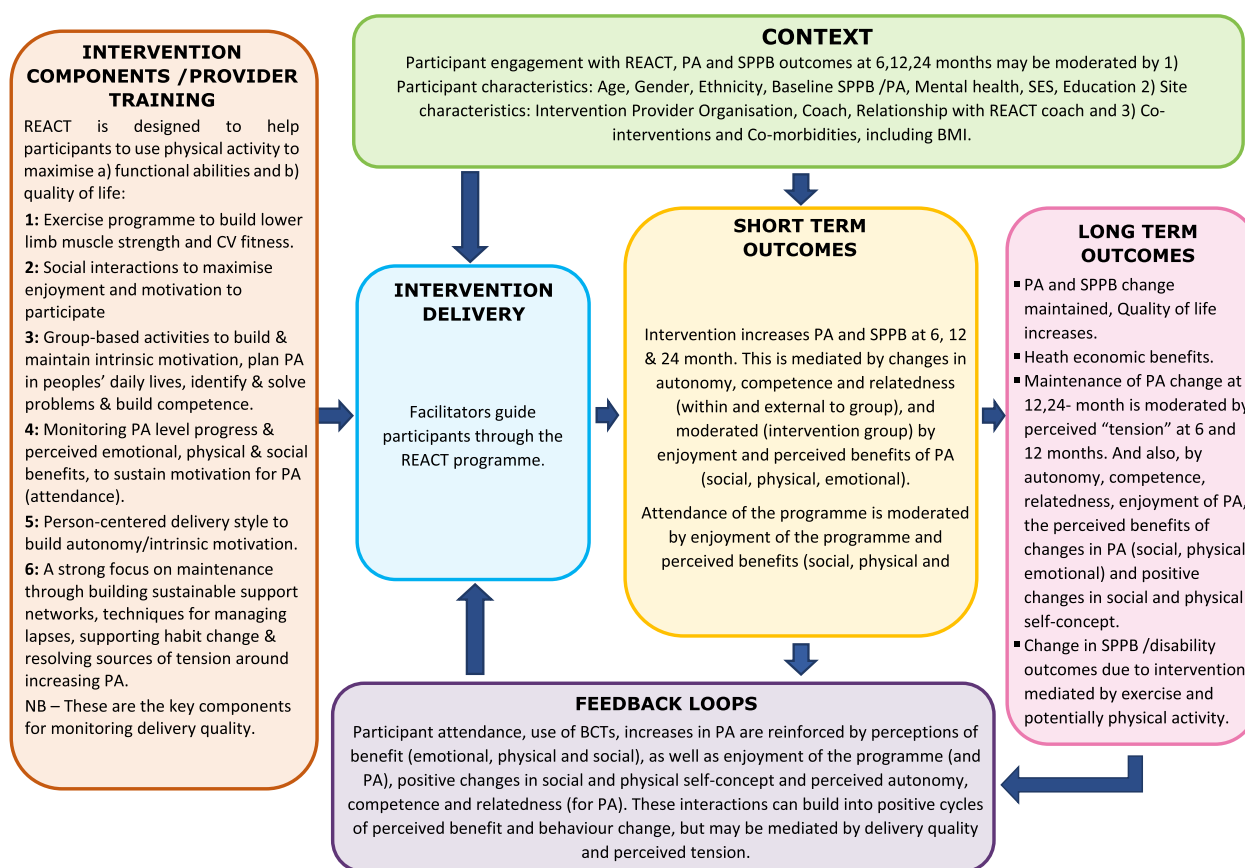 INTERVENTION
COMPONENTS /PROVIDER
TRAINING
REACT is designed to help
participants to use physical activity to
maximise a) functional abilities and b)
quality of life:
1: Exercise programme to build lower
limb muscle strength and CV fitness.
2: Social interactions to maximise
enjoyment and motivation to
participate
3: Group-based activities to build &
maintain intrinsic motivation, plan PA
in peoples’ daily lives, identify & solve
problems & build competence.
4: Monitoring PA level progress &
perceived emotional, physical & social
benefits, to sustain motivation for PA
(attendance).
5: Person-centered delivery style to
build autonomy/intrinsic motivation.
6: A strong focus on maintenance
through building sustainable support
networks, techniques for managing
lapses, supporting habit change &
resolving sources of tension around
increasing PA.
NB – These are the key components
for monitoring delivery quality.
CONTEXT
Participant engagement with REACT, PA and SPPB outcomes at 6,12,24 months may be moderated by 1)
Participant characteristics: Age, Gender, Ethnicity, Baseline SPPB /PA, Mental health, SES, Education 2) Site
characteristics: Intervention Provider Organisation, Coach, Relationship with REACT coach and 3) Co-
interventions and Co-morbidities, including BMI.
INTERVENTION
DELIVERY
Facilitators guide
participants through the
REACT programme.
SHORT TERM
OUTCOMES
Intervention increases PA and SPPB at 6, 12
& 24 month. This is mediated by changes in
autonomy, competence and relatedness
(within and external to group), and
moderated (intervention group) by
enjoyment and perceived benefits of PA
(social, physical, emotional).
Attendance of the programme is moderated
by enjoyment of the programme and
perceived benefits (social, physical and
LONG TERM
OUTCOMES
▪ PA and SPPB change
maintained, Quality of life
increases.
▪ Heath economic benefits.
▪ Maintenance of PA change at
12,24- month is moderated by
perceived “tension” at 6 and
12 months. And also, by
autonomy, competence,
relatedness, enjoyment of PA,
the perceived benefits of
changes in PA (social, physical
emotional) and positive
changes in social and physical
self-concept.
▪ Change in SPPB /disability
outcomes due to intervention
mediated by exercise and
potentially physical activity.
FEEDBACK LOOPS
Participant attendance, use of BCTs, increases in PA are reinforced by perceptions of
benefit (emotional, physical and social), as well as enjoyment of the programme (and
PA), positive changes in social and physical self-concept and perceived autonomy,
competence and relatedness (for PA). These interactions can build into positive cycles
of perceived benefit and behaviour change, but may be mediated by delivery quality
and perceived tension.